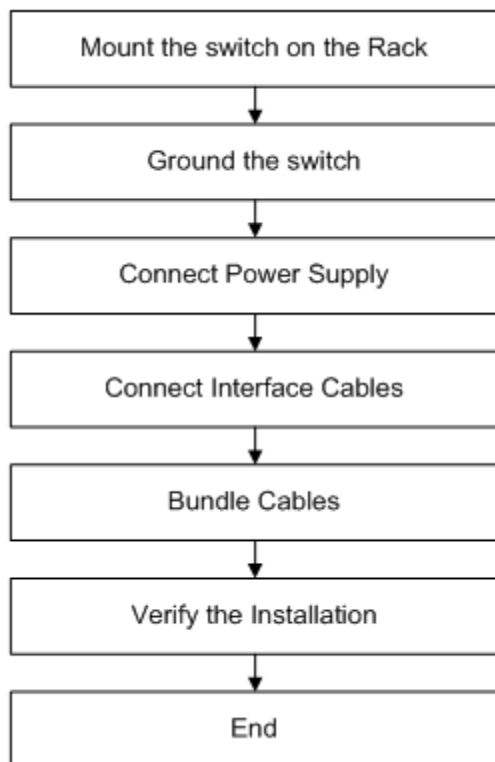 Mount the switch on the Rack
Ground the switch
Connect Power Supply
Connect Interface Cables
Bundle Cables
Verify the Installation
End